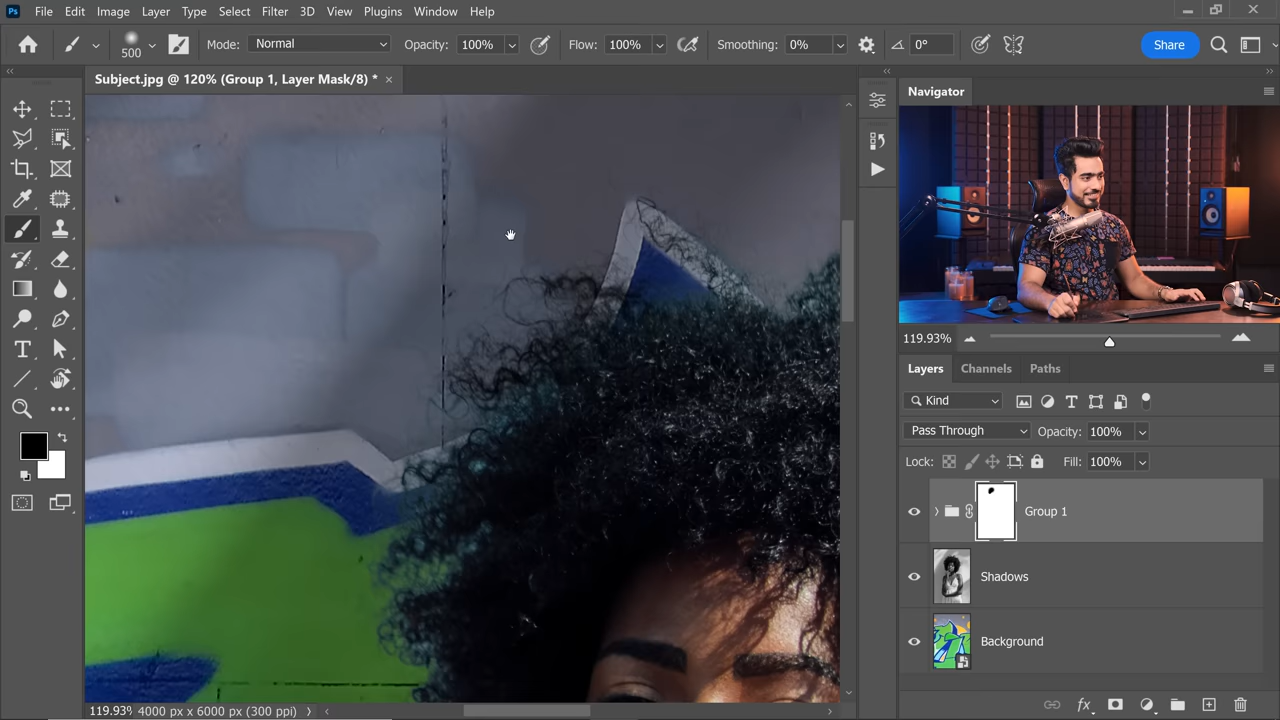 Ps File Edit Image Layer Type Select Filter 3D View Plugins Window Help
500 Mode: Normal Opacity: 100% Flow: 100% Smoothing: 0% 0° Share
Subject.jpg @ 120% (Group 1, Layer Mask/8) * ×
Navigator
119.93%
Layers Channels Paths
Kind
Pass Through Opacity: 100%
Lock: Fill: 100%
Group 1
Shadows
Background
119.93% 4000 px x 6000 px (300 ppi)